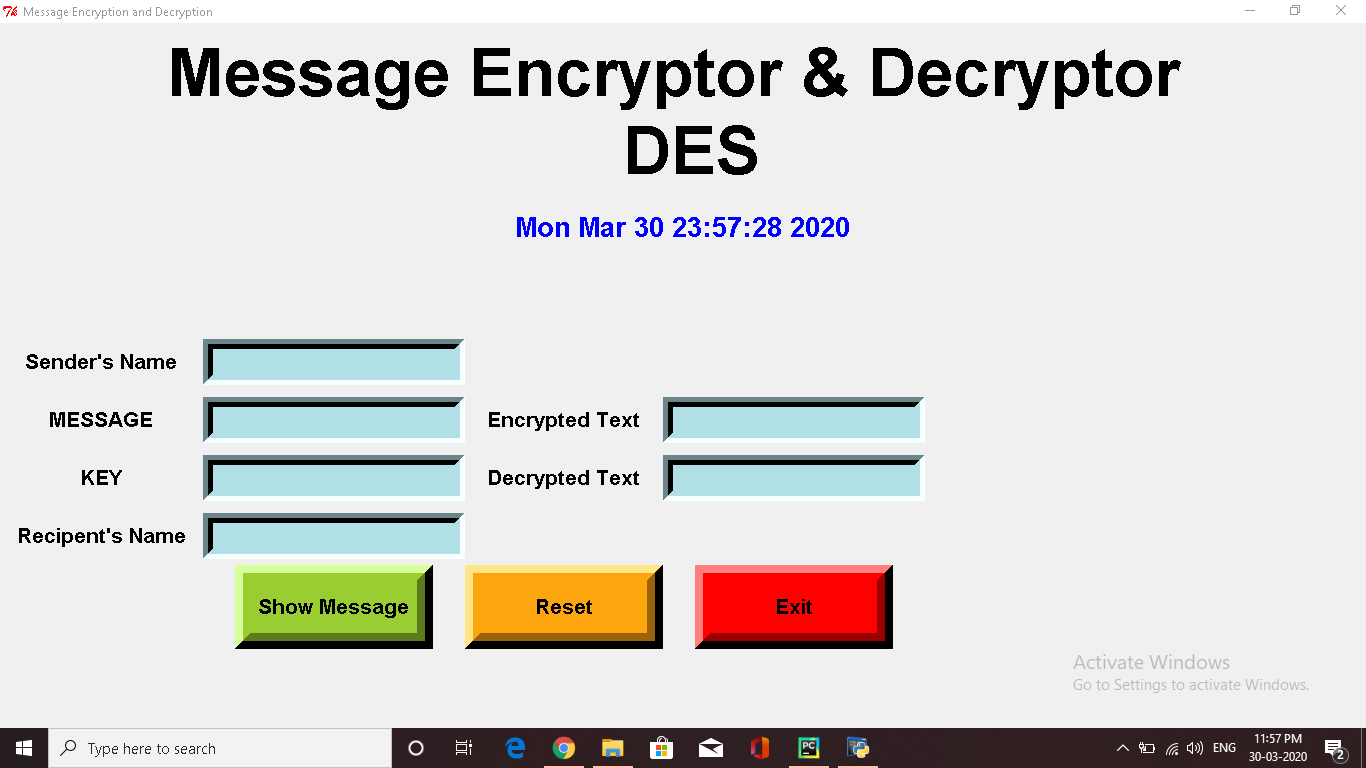 Message Encryption and Decryption
Message Encryptor & Decryptor
DES
Mon Mar 30 23:57:28 2020
Sender's Name
MESSAGE
Encrypted Text
KEY
Decrypted Text
Recipent's Name
Show Message
Reset
Exit
Activate Windows
Go to Settings to activate Windows.
Type here to search
PC
ENG
11:57 PM
30-03-2020
2